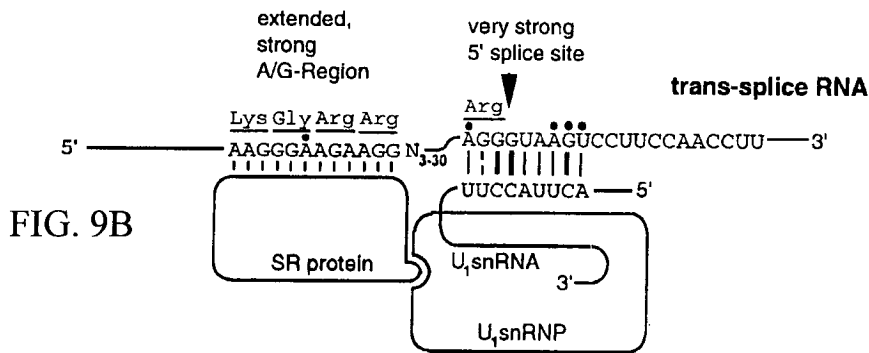 extended,
strong
A/G-Region
very strong
5' splice site
trans-splice RNA
Lys Gly Arg Arg
Arg
5' AAGGGAAGAAGG N3-30 AGGGUAAGUCCUUCCAACCUU 3'
UUCCAUUCA 5'
FIG. 9B
SR protein
U1snRNA
3'
U1snRNP